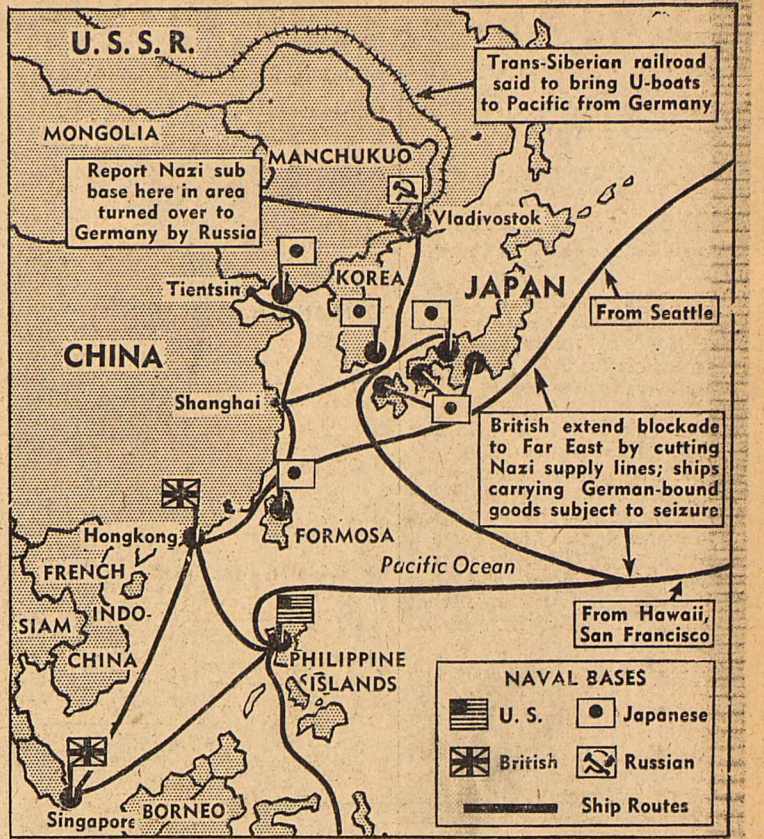 U.S.S.R.
Trans-Siberian railroad
said to bring U-boats
to Pacific from Germany
MONGOLIA
MANCHUKUO
Report Nazi sub
base here in area
turned over to
Germany by Russia
Vladivostok
Tientsin
KOREA
JAPAN
From Seattle
CHINA
Shanghai
British extend blockade
to Far East by cutting
Nazi supply lines; ships
carrying German-bound
goods subject to seizure
Hongkong
FORMOSA
FRENCH
Pacific Ocean
SIAM
INDO-
CHINA
From Hawaii,
San Francisco
PHILIPPINE
ISLANDS
NAVAL BASES
U. S.
Japanese
British
Russian
Ship Routes
Singapore
BORNEO